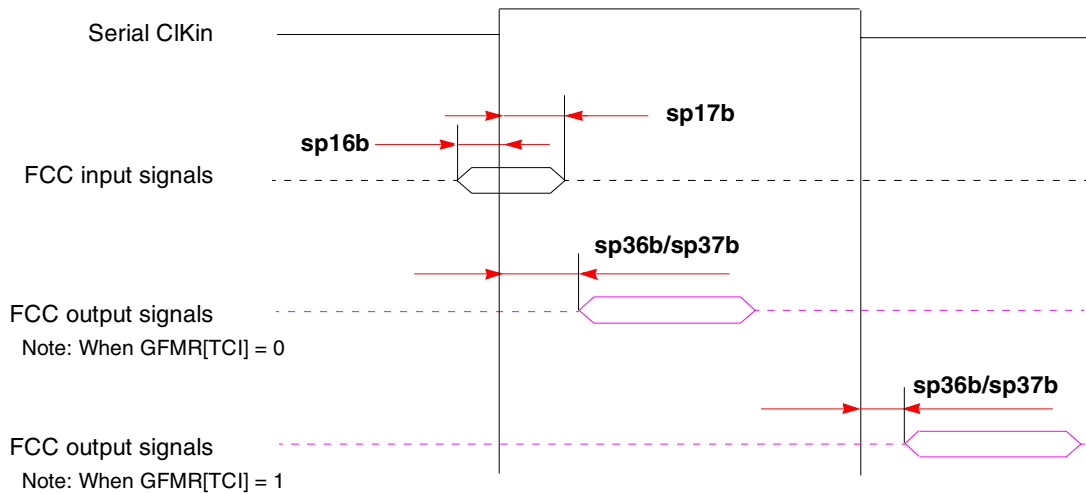 Serial ClKin
sp17b
sp16b
FCC input signals
sp36b/sp37b
FCC output signals
Note: When GFMR[TCI] = 0
sp36b/sp37b
FCC output signals
Note: When GFMR[TCI] = 1